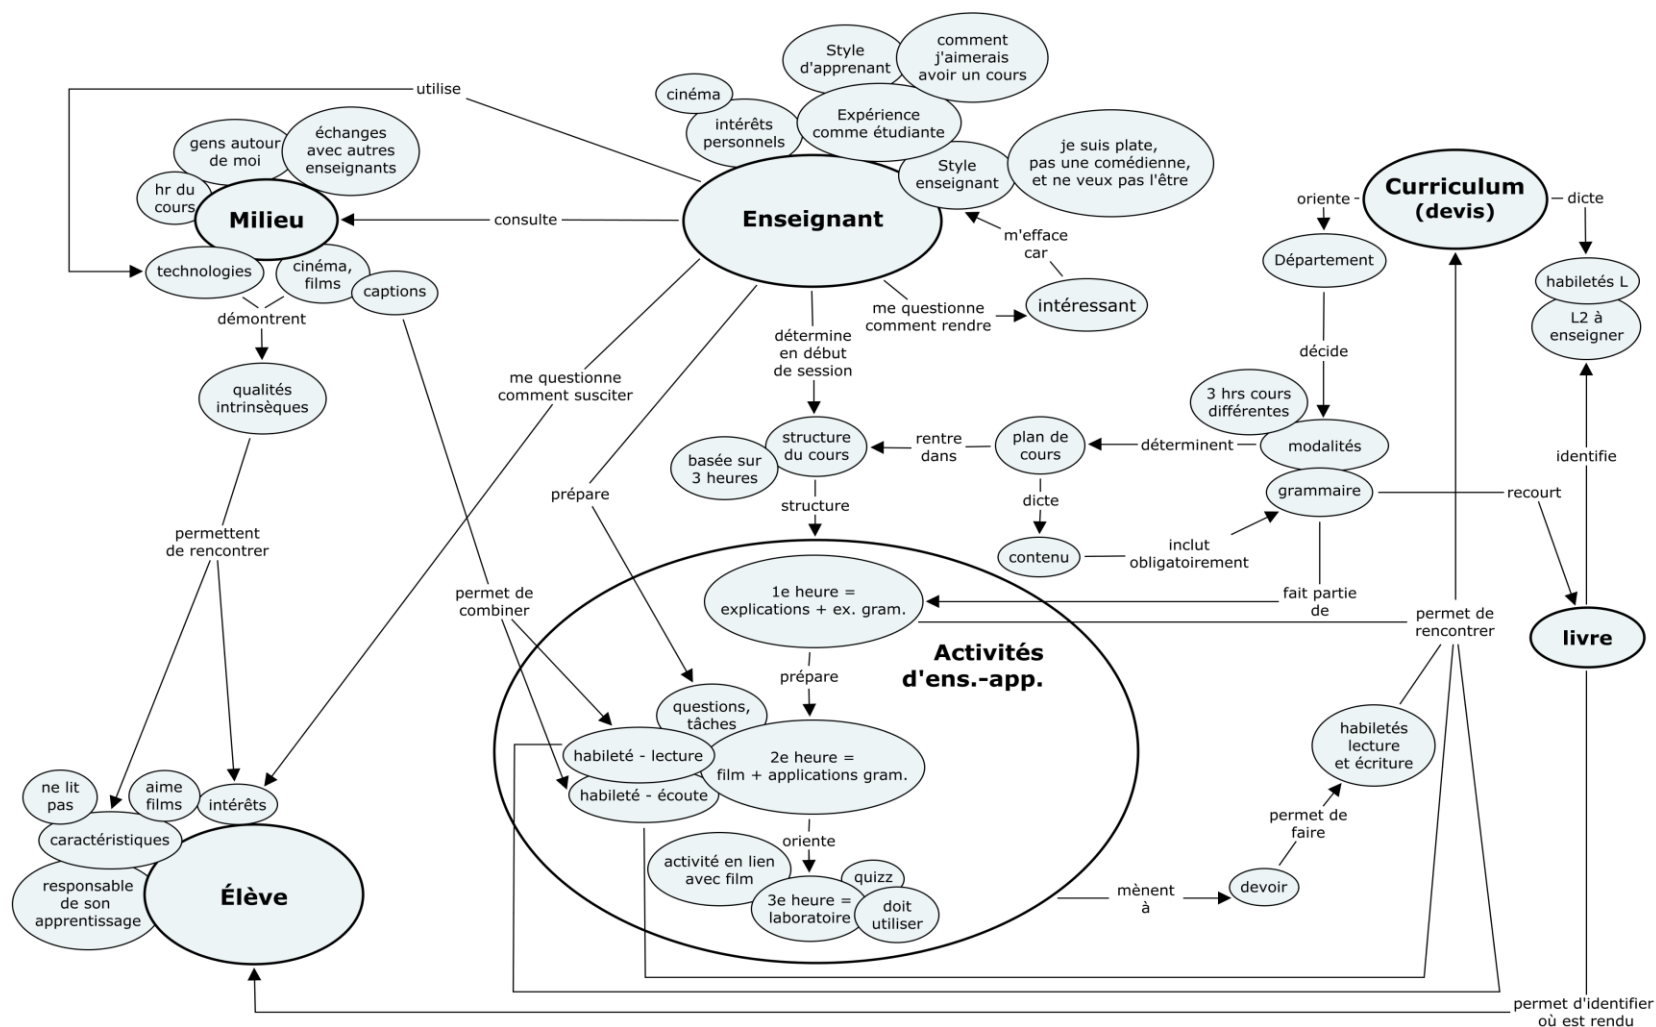 comment
j'aimerais
avoir un cours
Style
d'apprenant
utilise
cinéma
Expérience
comme étudiante
intérêts
personnels
échanges
avec autres
enseignants
gens autour
de moi
je suis plate,
pas une comédienne,
et ne veux pas l'être
Style
enseignant
hr du
cours
Milieu
consulte
Enseignant
Curriculum
(devis)
oriente
dicte
m'efface
car
Département
technologies
cinéma,
films
captions
habiletés L
L2 à
enseigner
démontrent
me questionne
comment rendre
intéressant
détermine
en début
de session
décide
qualités
intrinsèques
me questionne
comment susciter
3 hrs cours
différentes
structure
du cours
rentre
dans
plan de
cours
déterminent
modalités
basée sur
3 heures
identifie
prépare
structure
dicte
grammaire
recourt
permettent
de rencontrer
contenu
inclut
obligatoirement
permet de
combiner
1e heure =
explications + ex. gram.
fait partie
de
permet de
rencontrer
livre
Activités
d'ens.-app.
prépare
questions,
tâches
habileté - lecture
2e heure =
film + applications gram.
habileté - écoute
habiletés
lecture
et écriture
ne lit
pas
aime
films
intérêts
caractéristiques
permet de
faire
oriente
activité en lien
avec film
quizz
3e heure =
laboratoire
doit
utiliser
mènent
à
devoir
responsable
de son
apprentissage
Élève
permet d'identifier
où est rendu